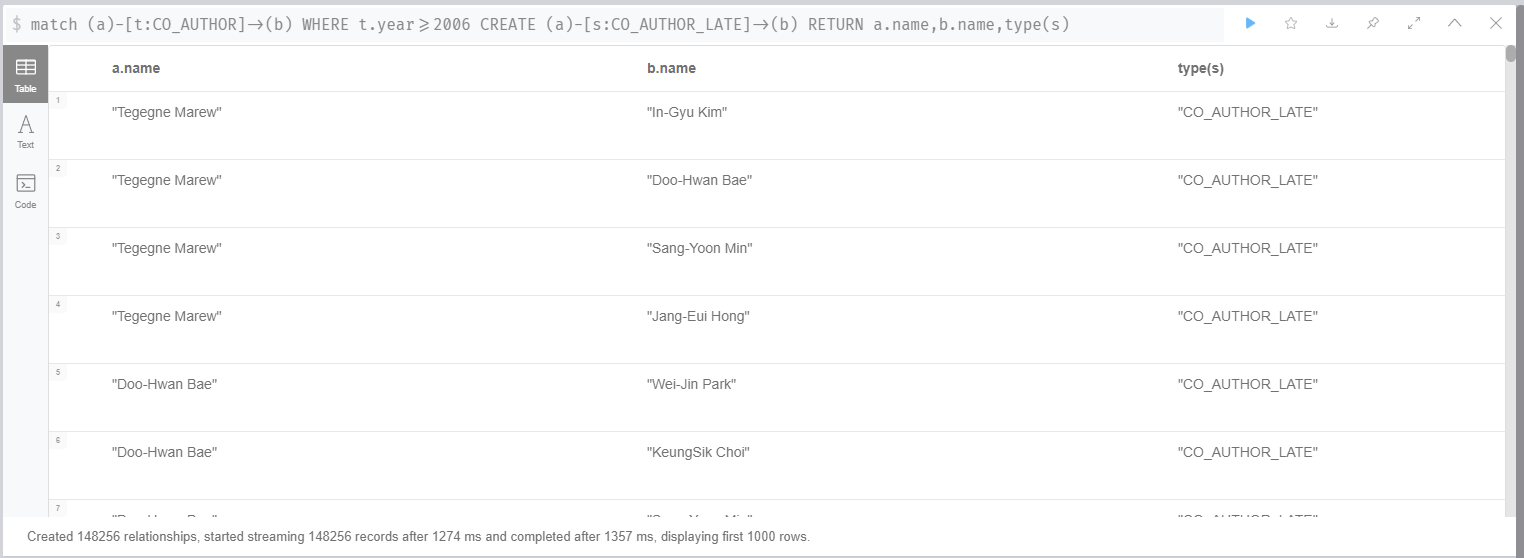 $ match (a)-[t:CO_AUTHOR]->(b) WHERE t.year>=2006 CREATE (a)-[s:CO_AUTHOR_LATE]->(b) RETURN a.name,b.name,type(s)
a.name b.name type(s)
1 "Tegegne Marew" "In-Gyu Kim" "CO_AUTHOR_LATE"
Table
2 "Tegegne Marew" "Doo-Hwan Bae" "CO_AUTHOR_LATE"
Text
3 "Tegegne Marew" "Sang-Yoon Min" "CO_AUTHOR_LATE"
Code
4 "Tegegne Marew" "Jang-Eui Hong" "CO_AUTHOR_LATE"
5 "Doo-Hwan Bae" "Wei-Jin Park" "CO_AUTHOR_LATE"
6 "Doo-Hwan Bae" "KeungSik Choi" "CO_AUTHOR_LATE"
7
Created 148256 relationships, started streaming 148256 records after 1274 ms and completed after 1357 ms, displaying first 1000 rows.